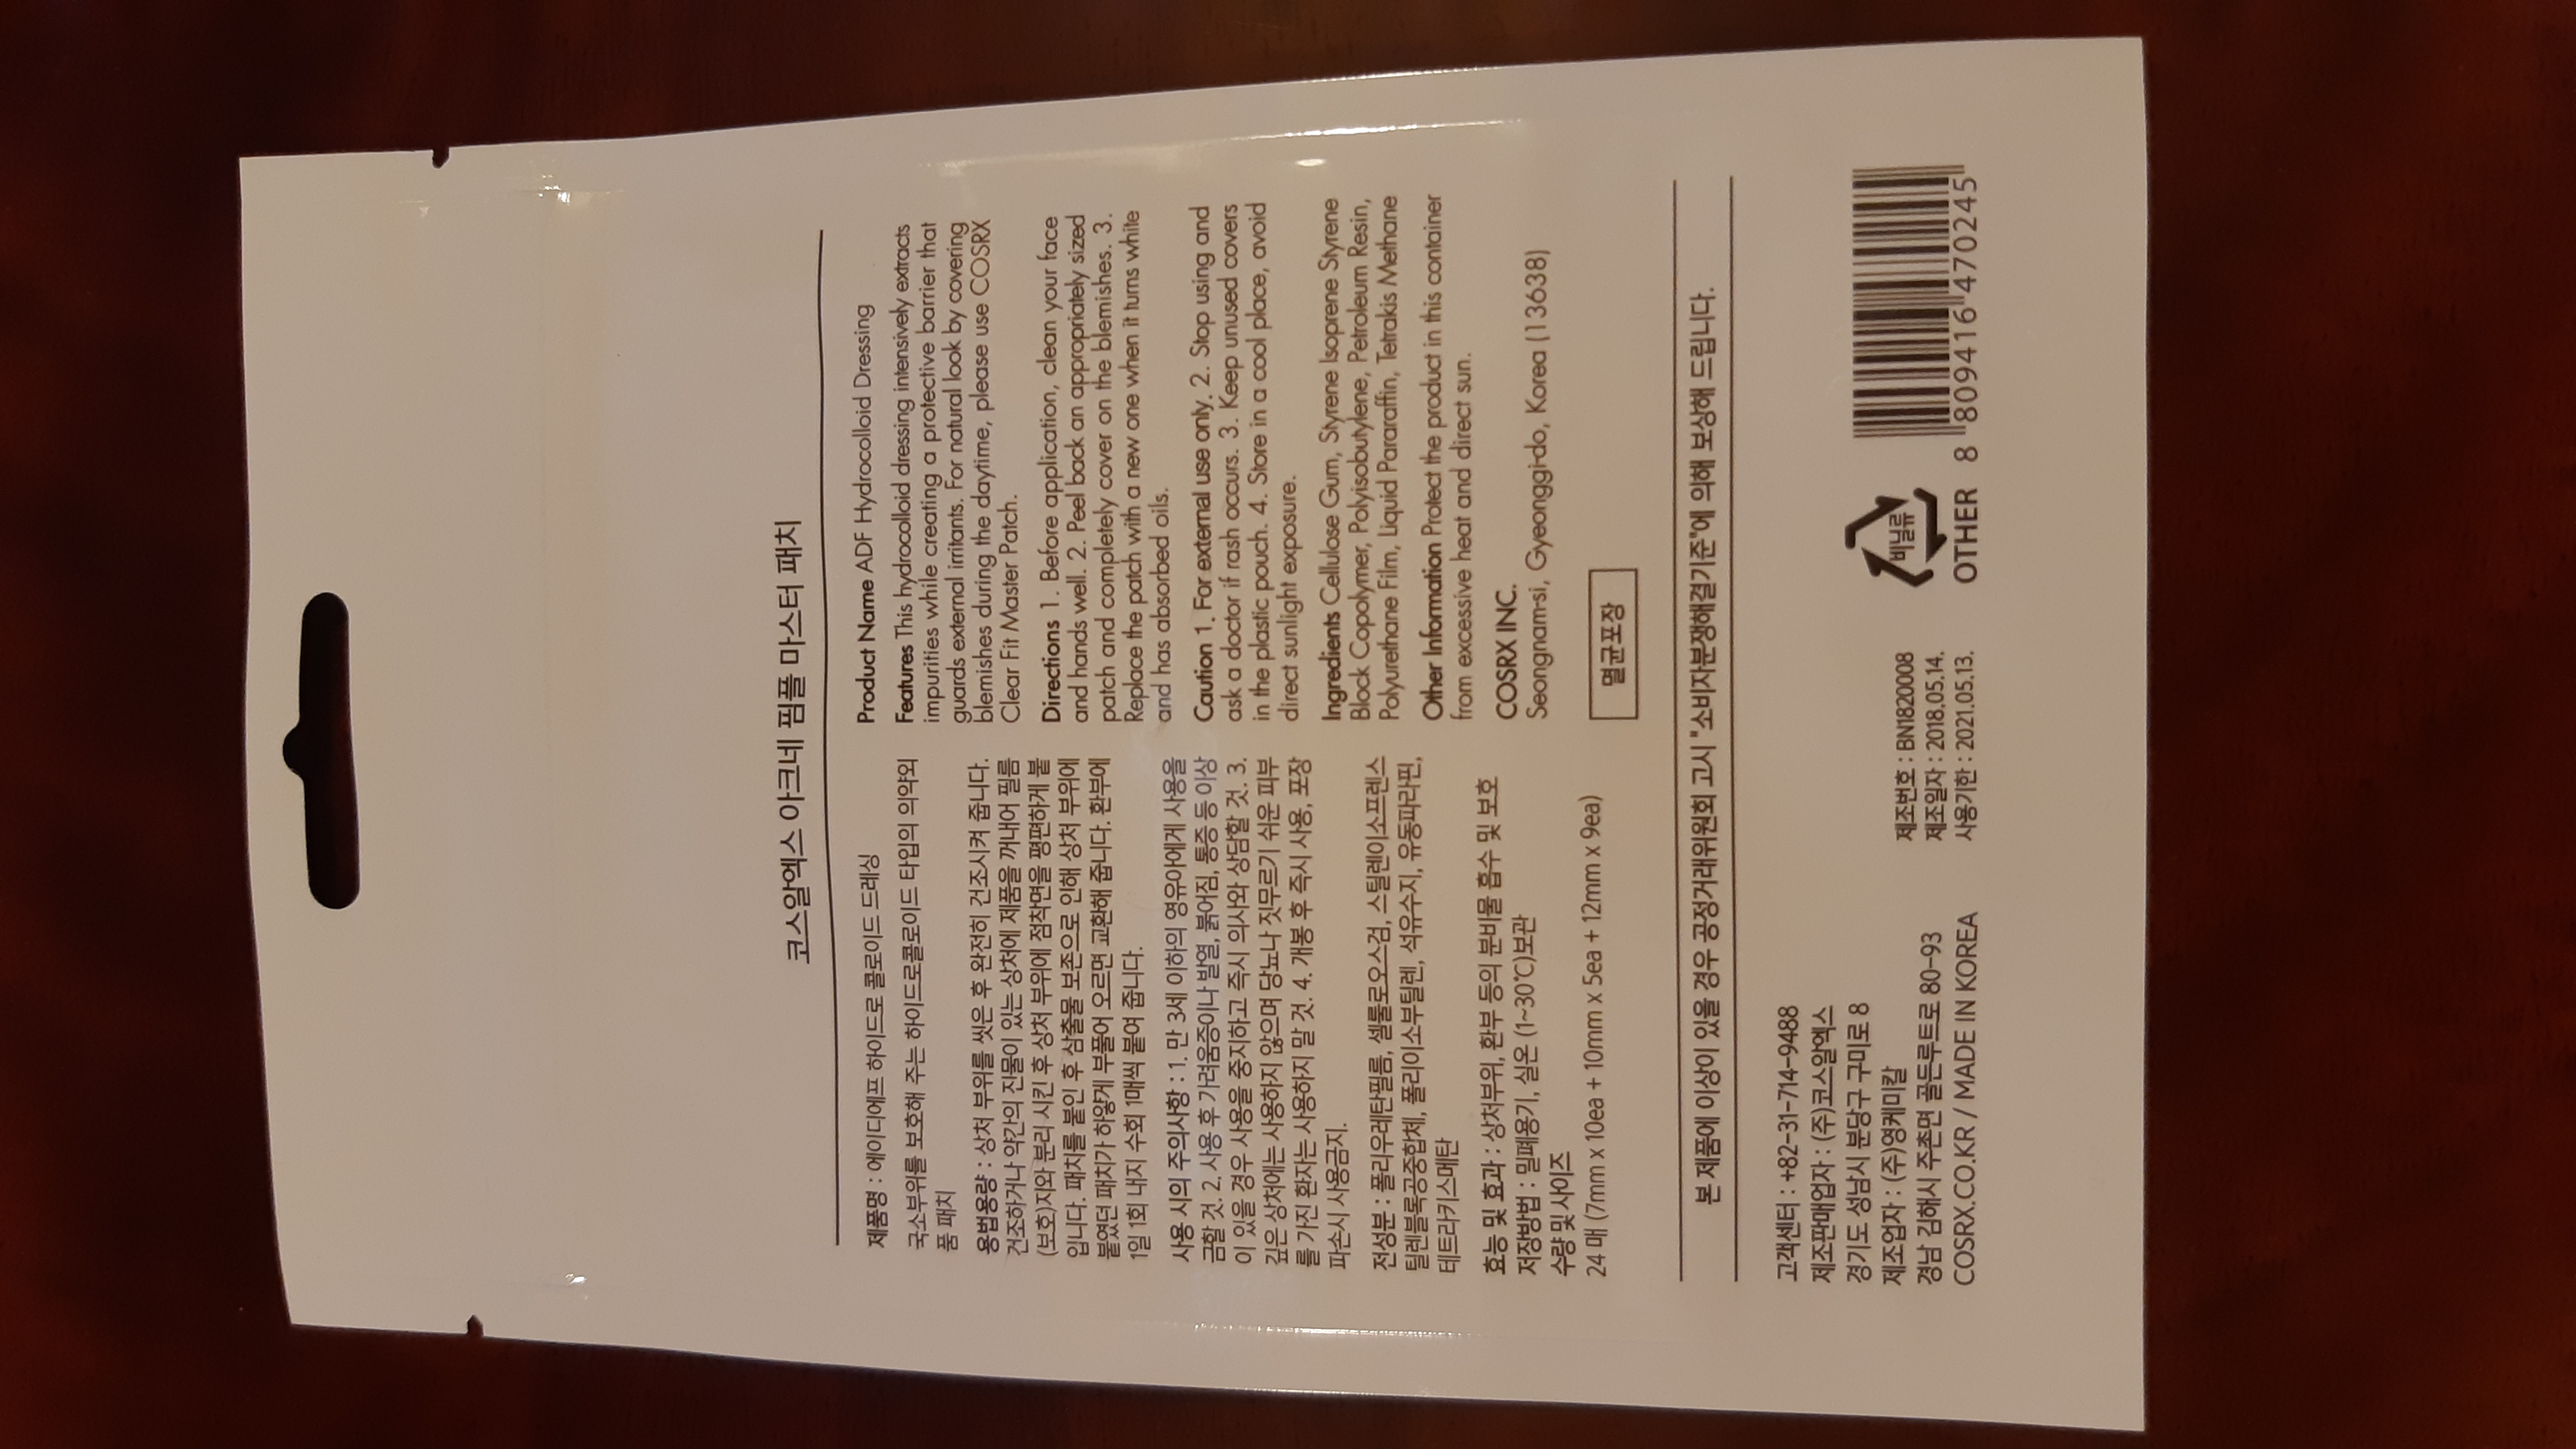 코스알엑스 아크네 핌플 마스터 패치
제품명 : 에이디에프 하이드로 콜로이드 드레싱
국소부위를 보호해 주는 하이드로콜로이드 타입의 의약외
품 패치
용법용량 : 상처 부위를 씻은 후 완전히 건조시켜 줍니다.
건조하거나 약간의 진물이 있는 상처에 제품을 꺼내어 필름
(보호)지와 분리 시킨 후 상처 부위에 점착면을 평편하게 붙
입니다. 패치를 붙인 후 삼출물 보존으로 인해 상처 부위에
붙였던 패치가 하얗게 부풀어 오르면 교환해 줍니다. 환부에
1일 1회 내지 수회 1매씩 붙여 줍니다.
사용 시의 주의사항 : 1. 만 3세 이하의 영유아에게 사용을
금할 것. 2. 사용 후 가려움증이나 발열, 붉어짐, 통증 등 이상
이 있을 경우 사용을 중지하고 즉시 의사와 상담할 것. 3.
깊은 상처에는 사용하지 않으며 당뇨나 짓무르기 쉬운 피부
를 가진 환자는 사용하지 말 것. 4. 개봉 후 즉시 사용, 포장
파손시 사용금지.
전성분 : 폴리우레탄필름, 셀룰로오스검, 스틸렌이소프렌스
틸렌블록공중합체, 폴리이소부틸렌, 석유수지, 유동파라핀,
테트라키스메탄
효능 및 효과 : 상처부위, 환부 등의 분비물 흡수 및 보호
저장방법 : 밀폐용기, 실온 (1~30℃)보관
수량 및 사이즈
24 매 (7mm x 10ea + 10mm x 5ea + 12mm x 9ea)
Product Name ADF Hydrocolloid Dressing
Features This hydrocolloid dressing intensively extracts
impurities while creating a protective barrier that
guards external irritants. For natural look by covering
blemishes during the daytime, please use COSRX
Clear Fit Master Patch.
Directions 1. Before application, clean your face
and hands well. 2. Peel back an appropriately sized
patch and completely cover on the blemishes. 3.
Replace the patch with a new one when it turns white
and has absorbed oils.
Caution 1. For external use only. 2. Stop using and
ask a doctor if rash occurs. 3. Keep unused covers
in the plastic pouch. 4. Store in a cool place, avoid
direct sunlight exposure.
Ingredients Cellulose Gum, Styrene Isoprene Styrene
Block Copolymer, Polyisobutylene, Petroleum Resin,
Polyurethane Film, Liquid Pararaffin, Tetrakis Methane
Other Information Protect the product in this container
from excessive heat and direct sun.
COSRX INC.
Seongnam-si, Gyeonggi-do, Korea (13638)
멸균포장
본 제품에 이상이 있을 경우 공정거래위원회 고시 "소비자분쟁해결기준"에 의해 보상해 드립니다.
고객센터 : +82-31-714-9488
제조판매업자 : (주)코스알엑스
경기도 성남시 분당구 구미로 8
제조업자 : (주)영케미칼
경남 김해시 주촌면 골든루트로 80-93
COSRX.CO.KR / MADE IN KOREA
제조번호 : BN182008
제조일자 : 2018.05.14.
사용기한 : 2021.05.13.
비닐류
OTHER
8 809416 470245